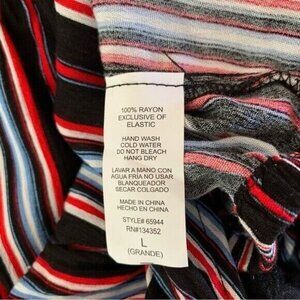 100% RAYON
EXCLUSIVE OF
ELASTIC
HAND WASH
COLD WATER
DO NOT BLEACH
HANG DRY
LAVAR A MANO CON
AGUA FRIA NO USAR
BLANQUEADOR
SECAR COLGADO
MADE IN CHINA
HECHO EN CHINA
STYLE# 65944
RN#134352
L
(GRANDE)